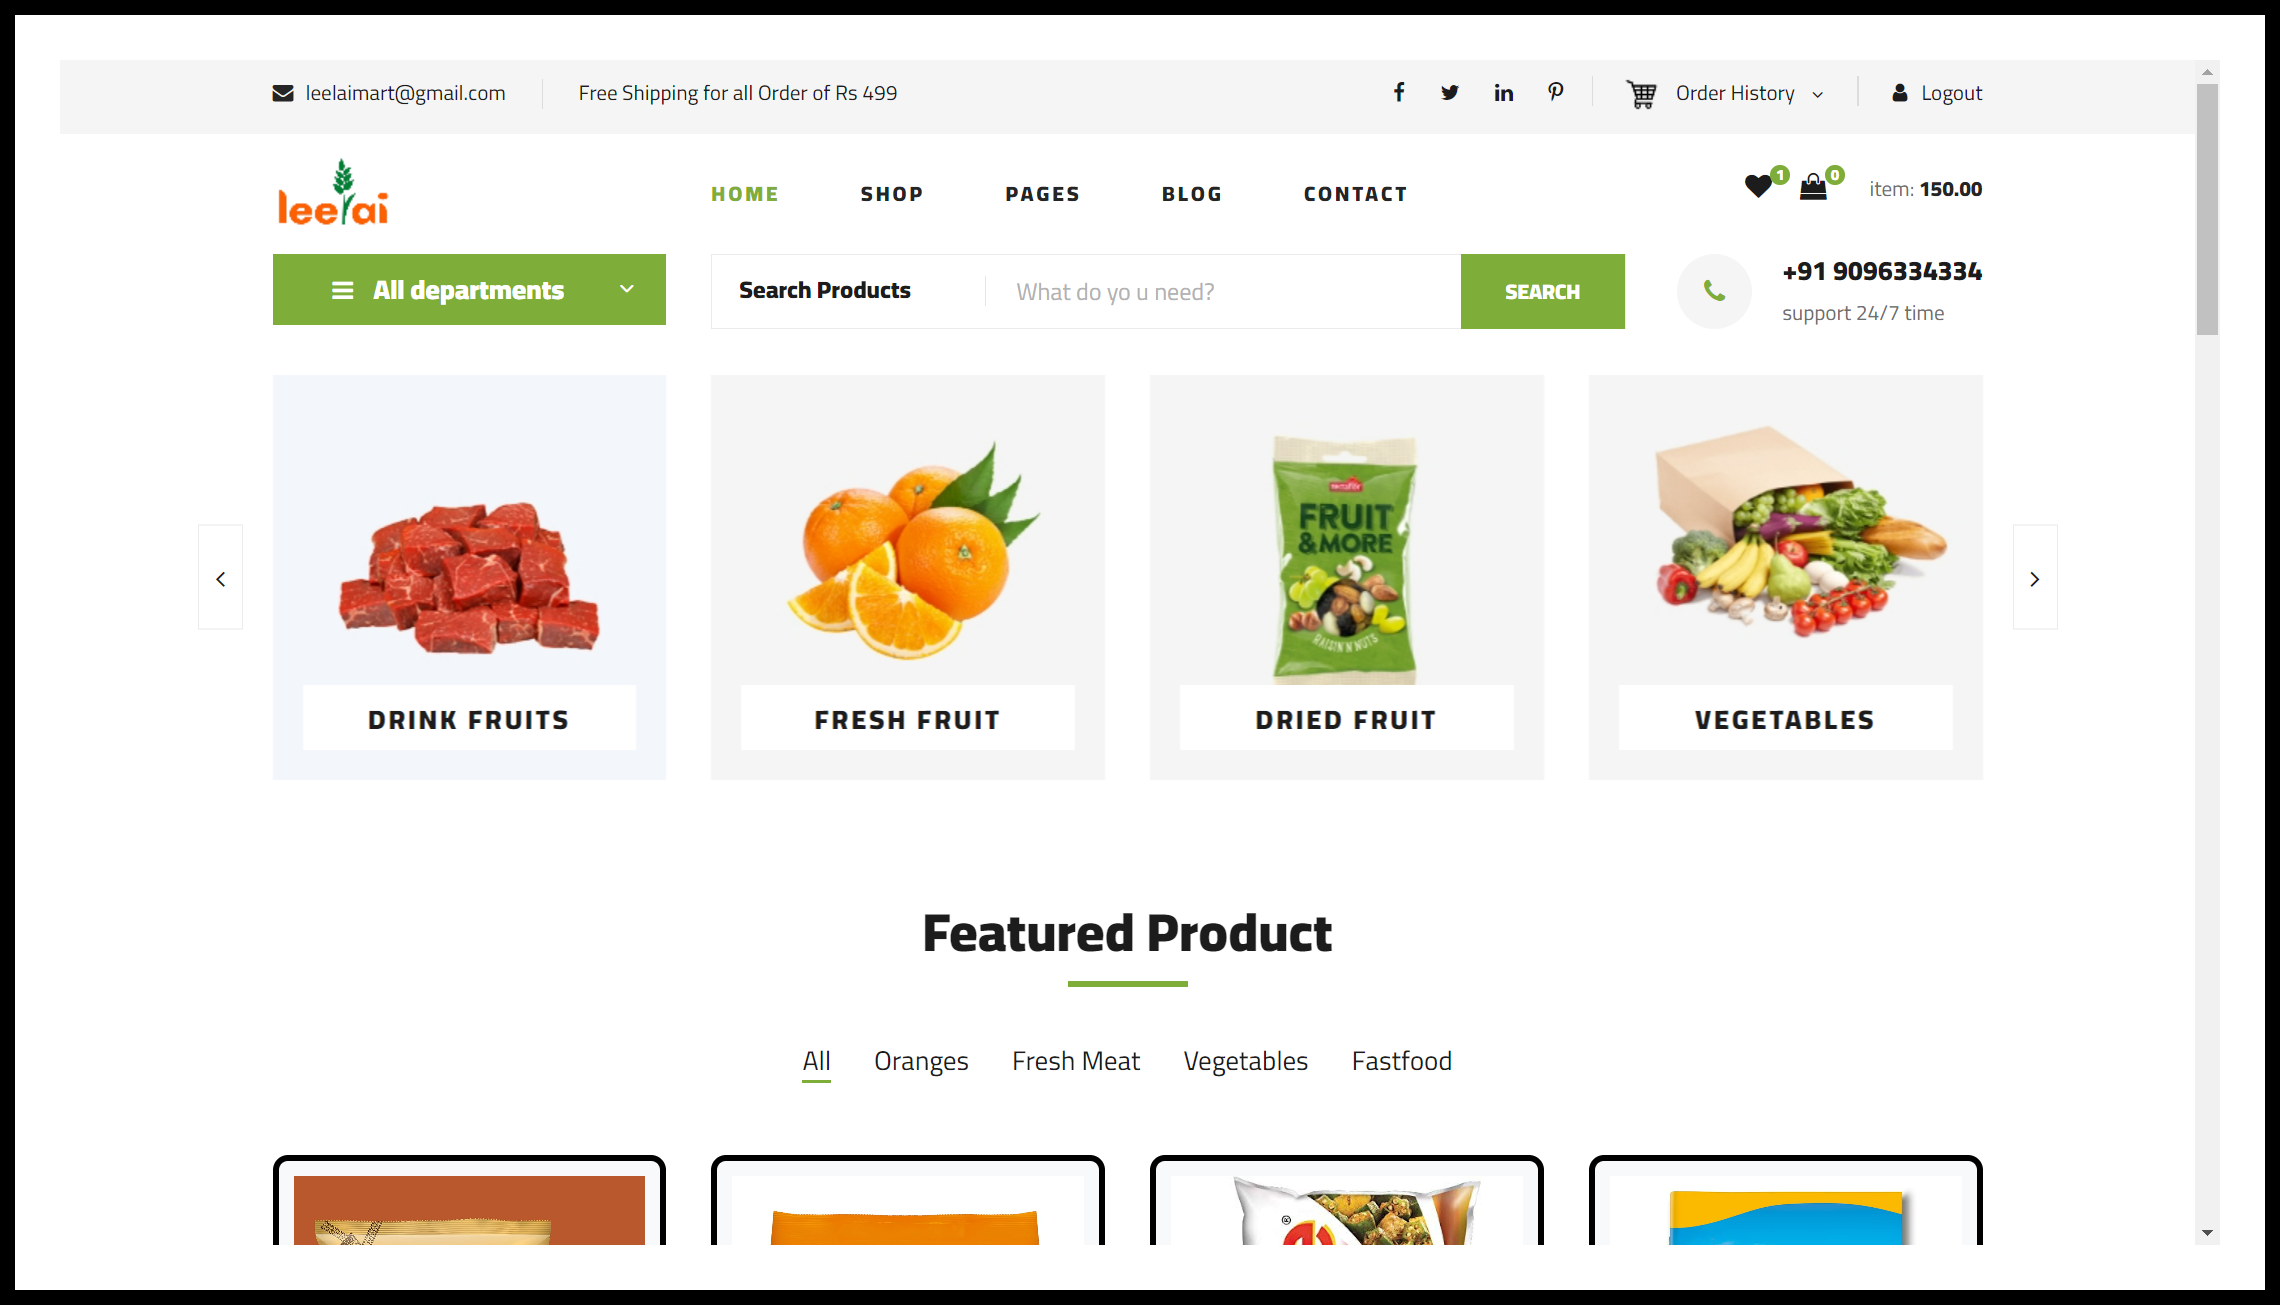 leelaimart@gmail.com
Free Shipping for all Order of Rs 499
Order History
Logout
leelai
HOME
SHOP
PAGES
BLOG
CONTACT
1
0
item: 150.00
All departments
Search Products
What do yo u need?
SEARCH
+91 9096334334
support 24/7 time
FRUIT
&MORE
RAISIN N NUTS
DRINK FRUITS
FRESH FRUIT
DRIED FRUIT
VEGETABLES
Featured Product
All
Oranges
Fresh Meat
Vegetables
Fastfood